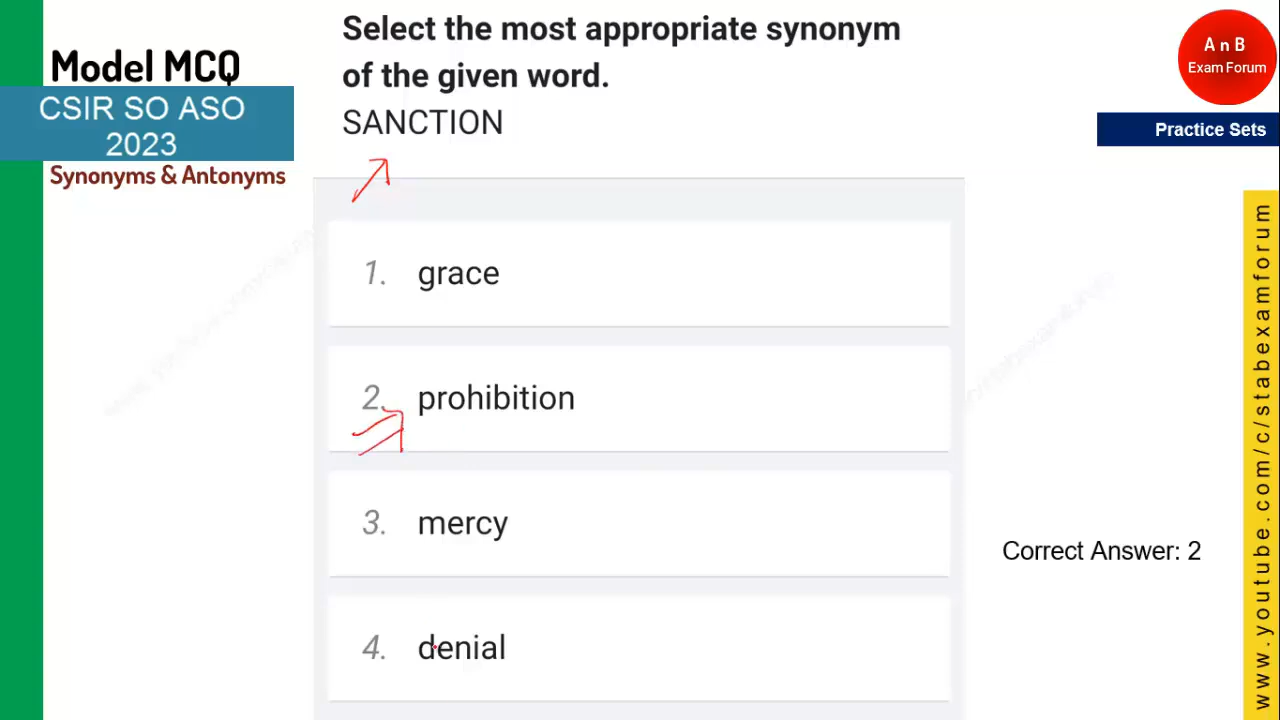 Model MCQ
CSIR SO ASO
2023
Synonyms & Antonyms
Select the most appropriate synonym
of the given word.
SANCTION
A n B
Exam Forum
Practice Sets
1. grace
2. prohibition
3. mercy
4. denial
Correct Answer: 2
www.youtube.com/c/stabexamforum